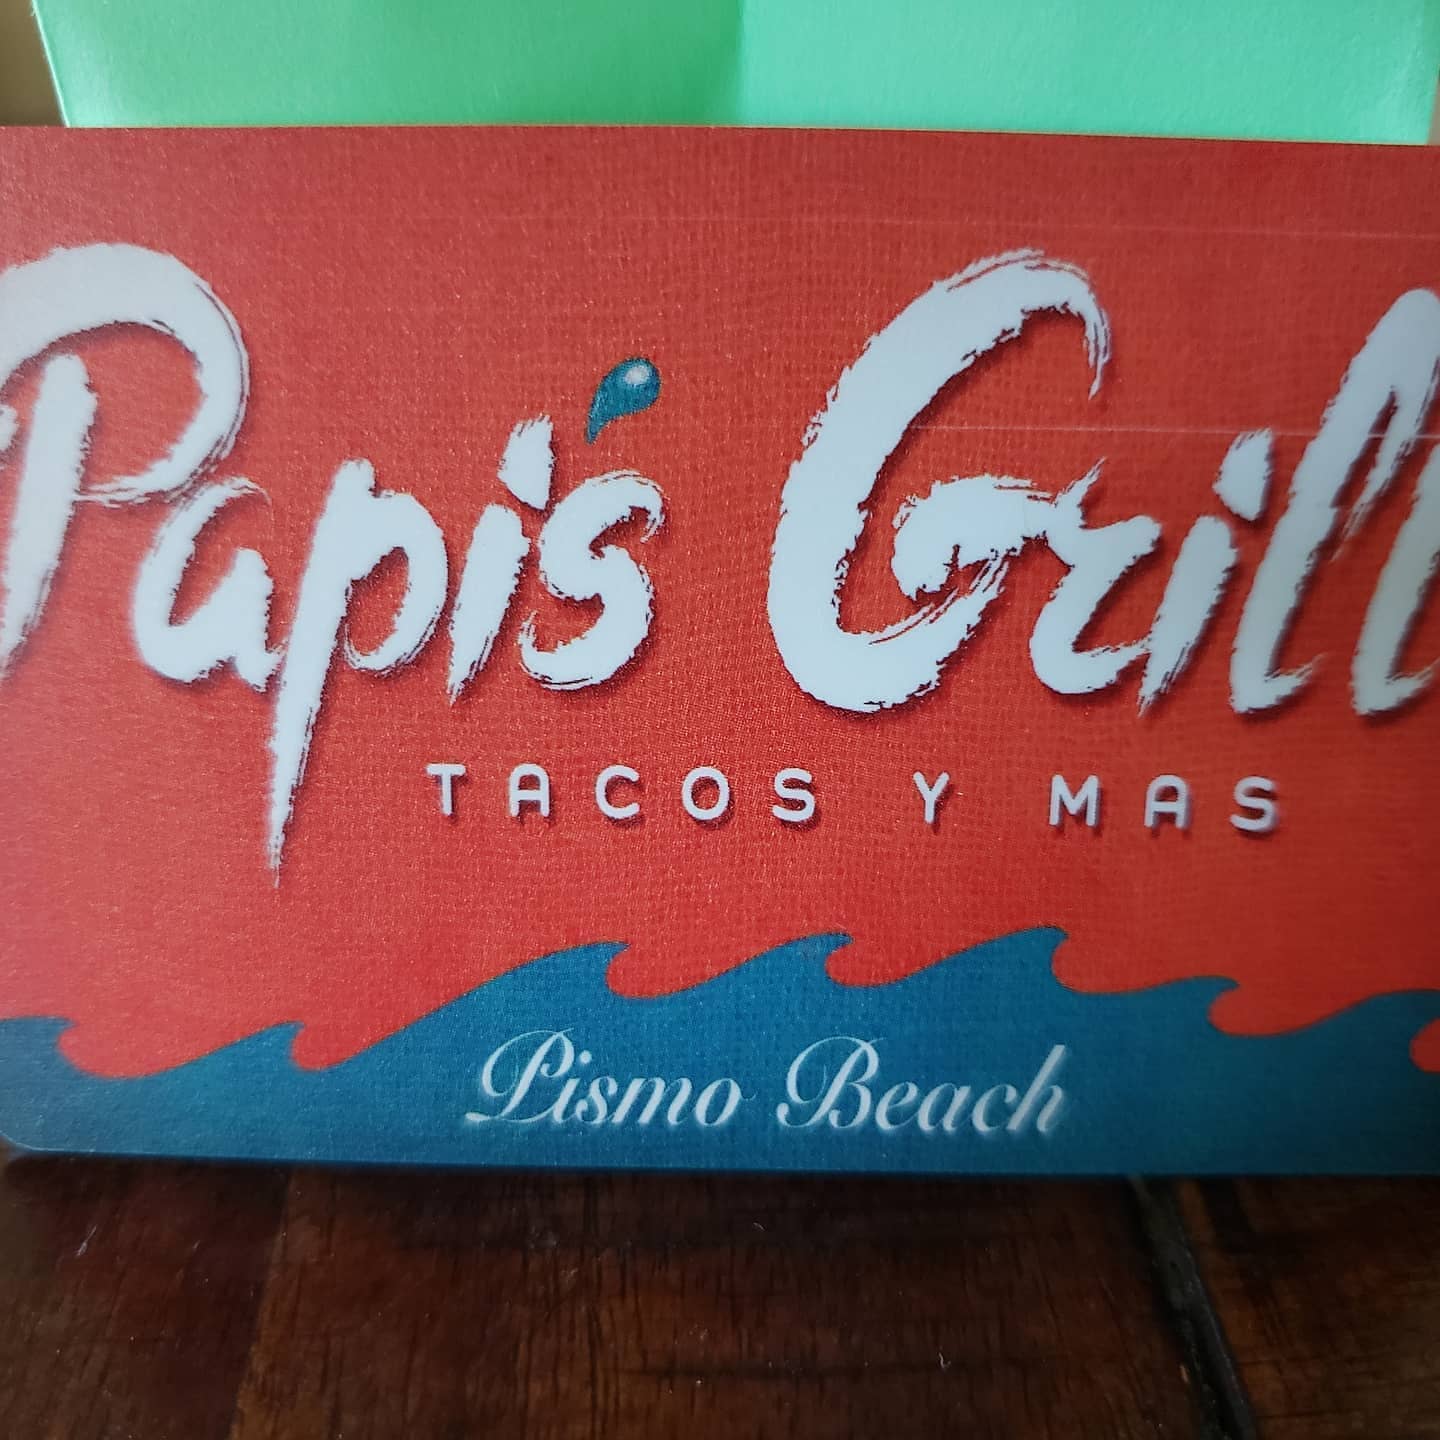 Papi's Grill
TACOS Y MAS
Pismo Beach